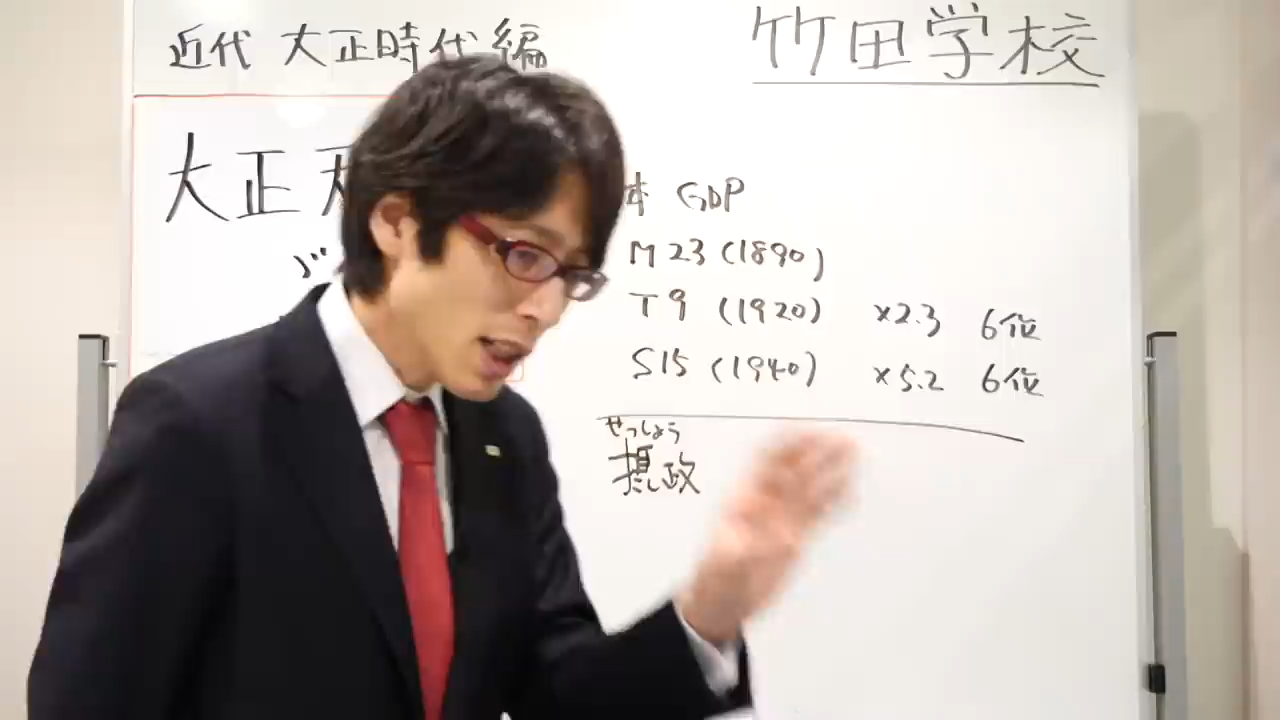 近代 大正時代編
竹田学校
大正
本 GDP
M23(1890)
T9(1920) ×2.3 6位
S15(1940) ×5.2 6位
せっしょう
摂政